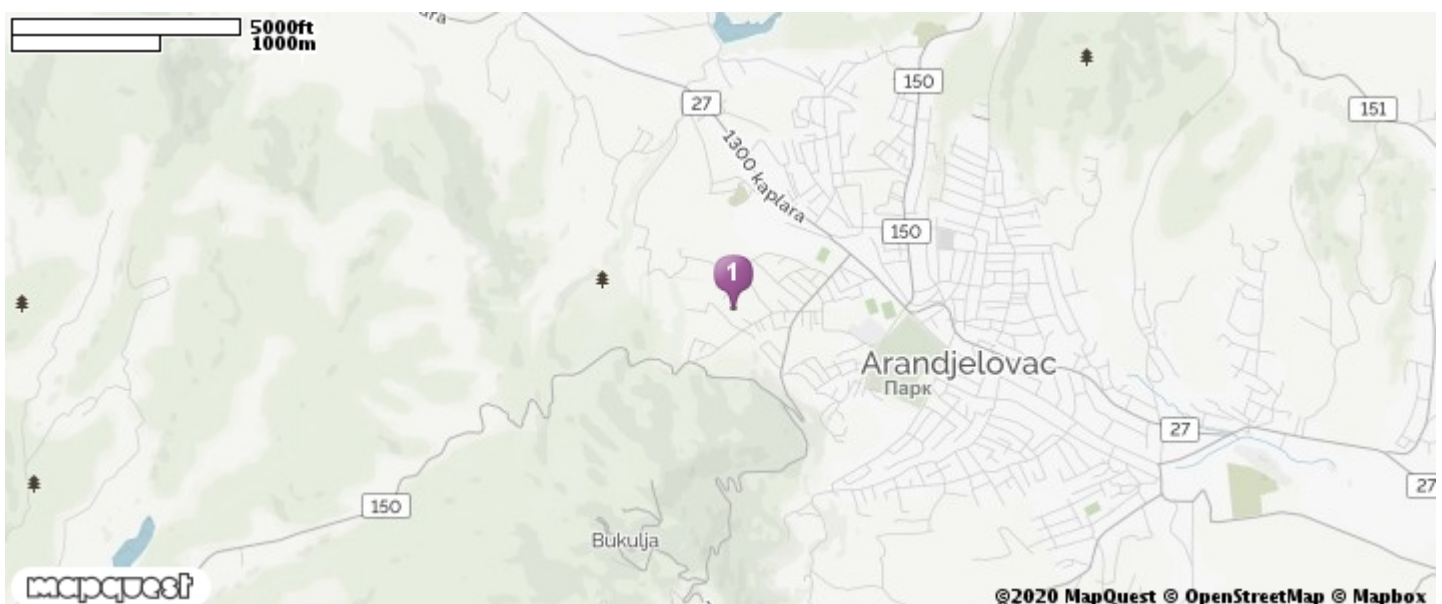 5000ft
1000m
27
150
151
1300 kaplara
150
1
Arandjelovac
Парк
27
27
150
Bukulja
mapquest
©2020 MapQuest © OpenStreetMap © Mapbox